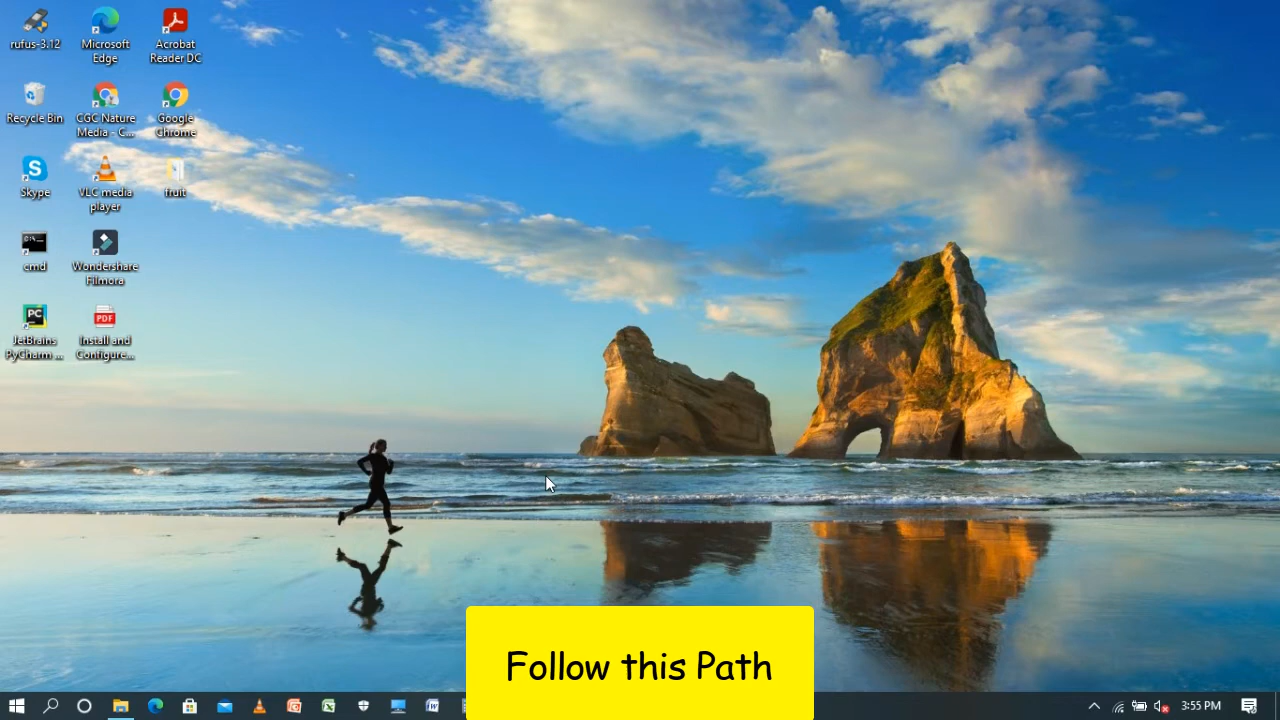 rufus-3.12
Microsoft
Edge
Acrobat
Reader DC
Recycle Bin
CGC Nature
Media - C...
Google
Chrome
Skype
VLC media
player
fruit
cmd
Wondershare
Filmora
JetBrains
PyCharm ...
Install and
Configure...
Follow this Path
3:55 PM